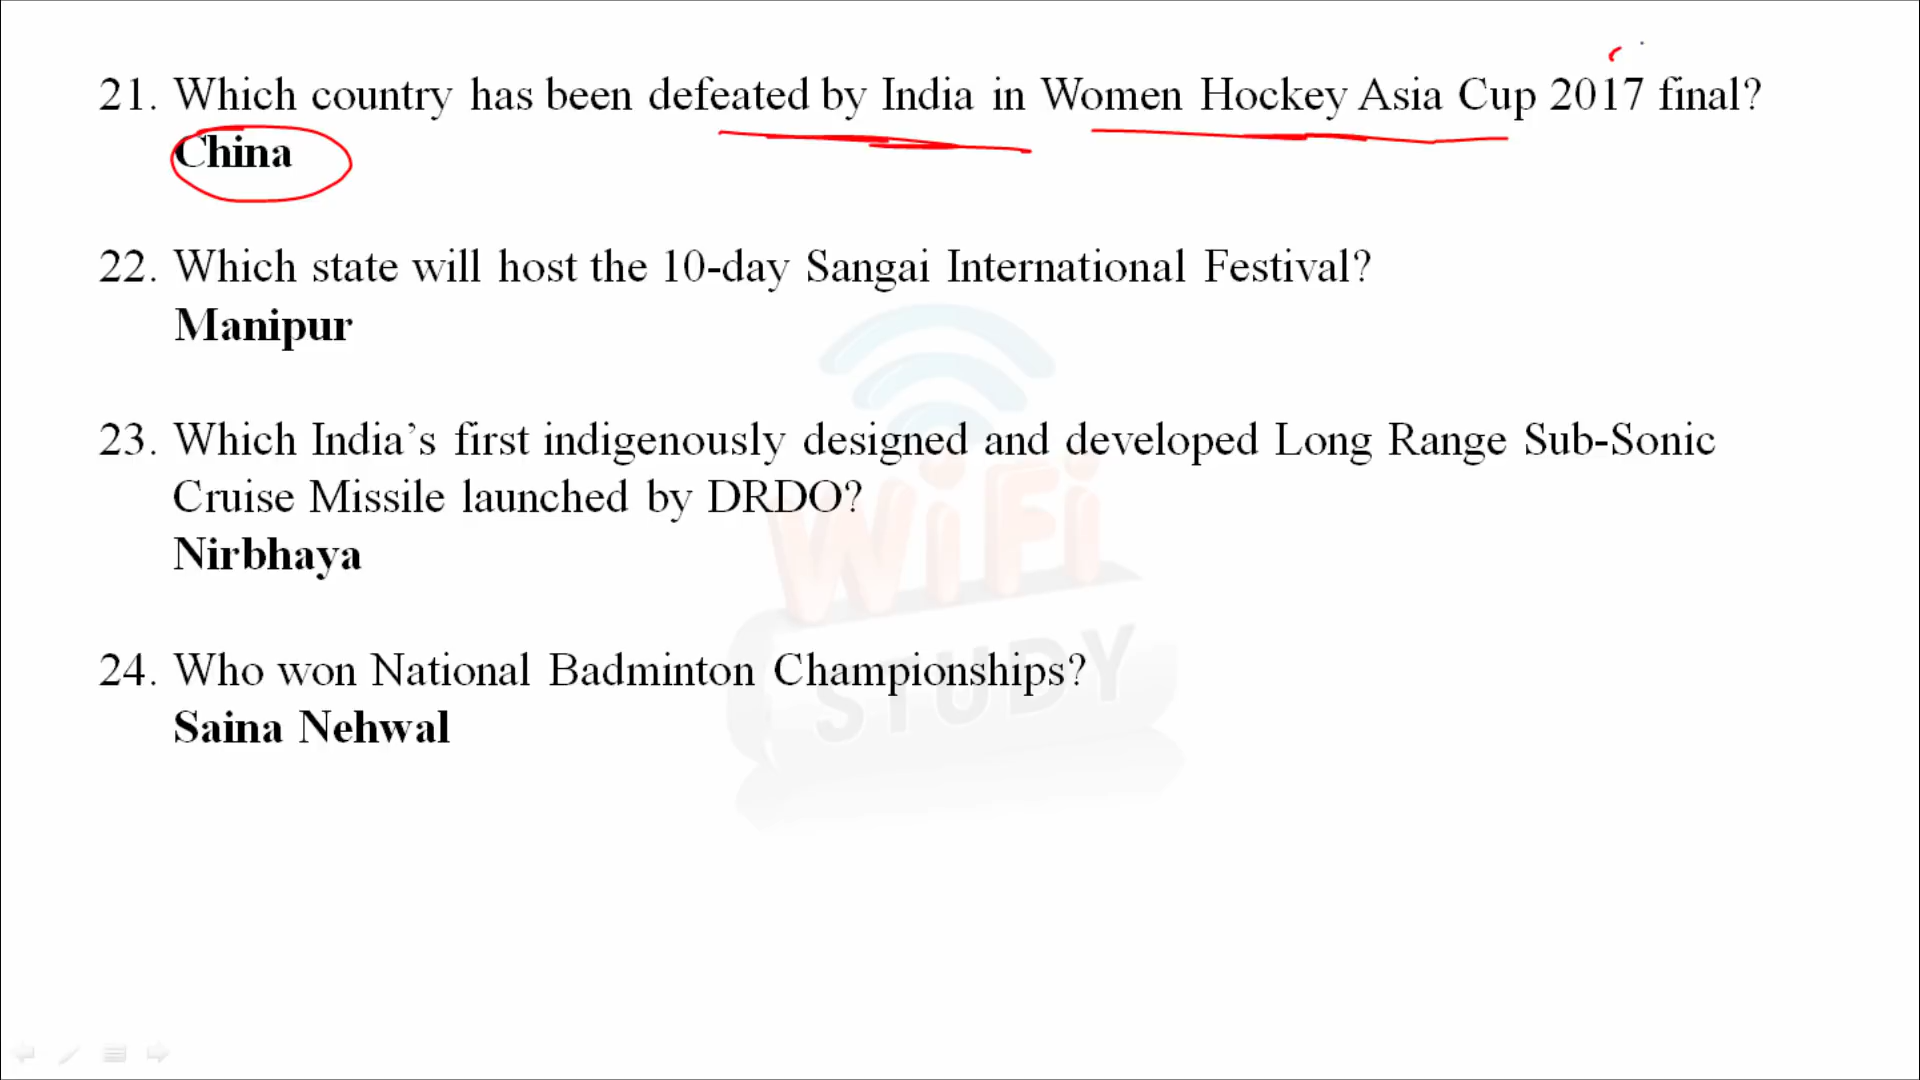 21. Which country has been defeated by India in Women Hockey Asia Cup 2017 final?
China
22. Which state will host the 10-day Sangai International Festival?
Manipur
23. Which India’s first indigenously designed and developed Long Range Sub-Sonic
Cruise Missile launched by DRDO?
Nirbhaya
24. Who won National Badminton Championships?
Saina Nehwal
WiFi
STUDY